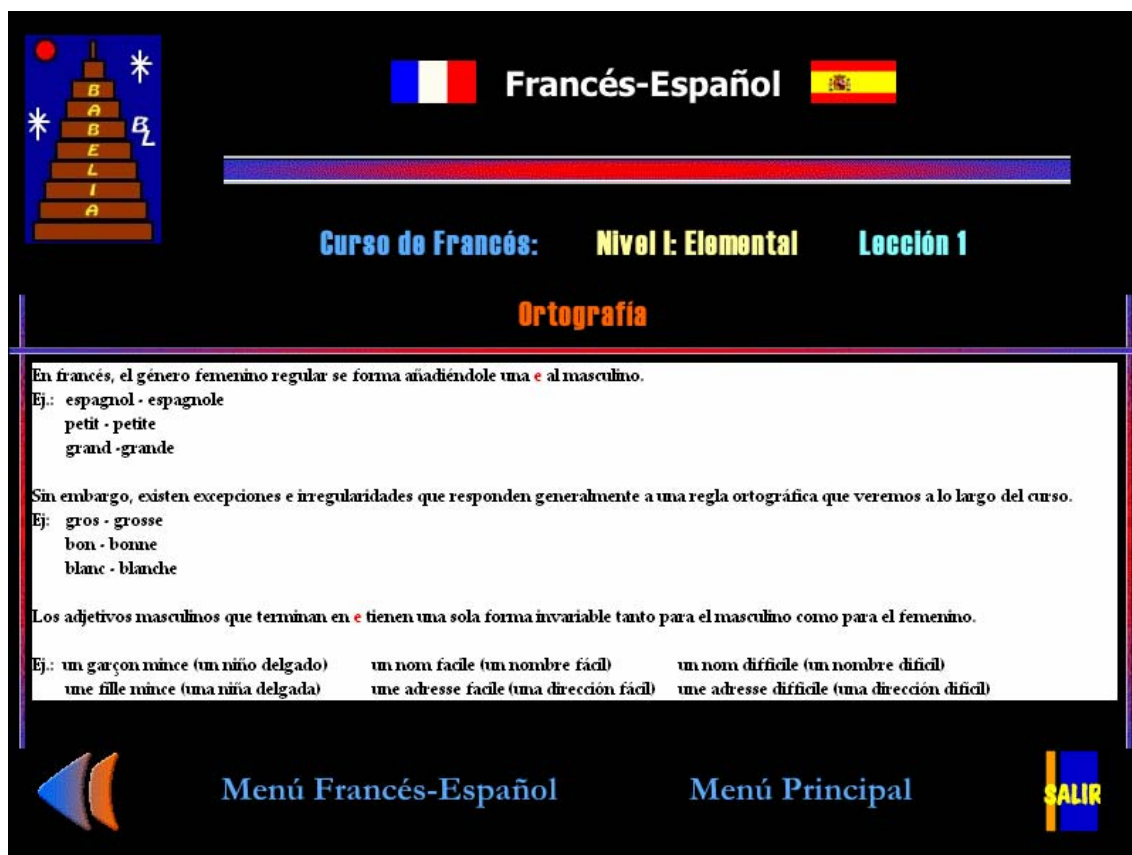 BABELIA
BL
Francés-Español
Curso de Francés: Nivel I: Elemental Lección 1
Ortografía
En francés, el género femenino regular se forma añadiéndole una e al masculino.
Ej.: espagnol - espagnole
petit - petite
grand -grande
Sin embargo, existen excepciones e irregularidades que responden generalmente a una regla ortográfica que veremos a lo largo del curso.
Ej: gros - grosse
bon - bonne
blanc - blanche
Los adjetivos masculinos que terminan en e tienen una sola forma invariable tanto para el masculino como para el femenino.
Ej.: un garçon mince (un niño delgado) un nom facile (un nombre fácil) un nom difficile (un nombre difícil)
une fille mince (una niña delgada) une adresse facile (una dirección fácil) une adresse difficile (una dirección difícil)
Menú Francés-Español Menú Principal SALIR